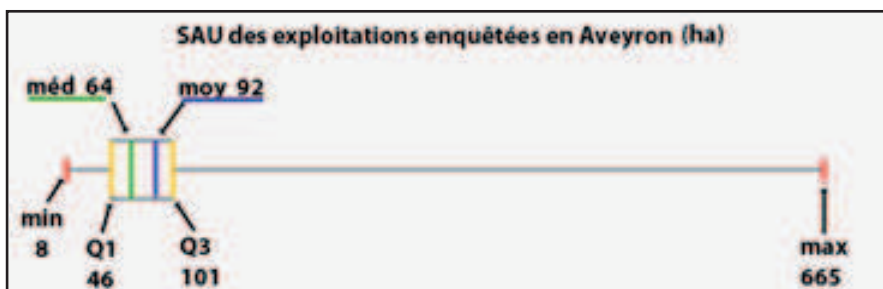 SAU des exploitations enquêtées en Aveyron (ha)
méd 64 moy 92
min
8
Q1
46
Q3
101
max
665